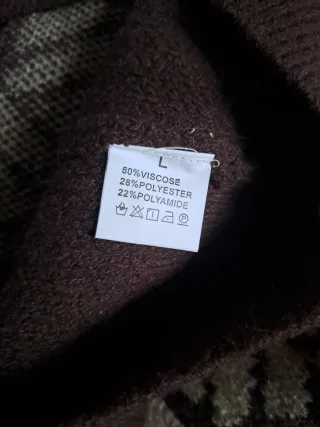 L
50%VISCOSE
28%POLYESTER
22%POLYAMIDE
P